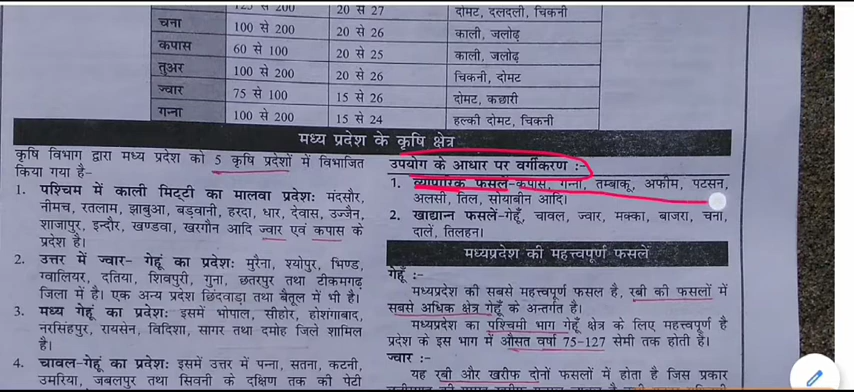 125 से 200 20 से 27 दोमट, दलदली, चिकनी
चना 100 से 200 20 से 26 काली, जलोढ़
कपास 60 से 100 20 से 25 काली, जलोढ़
तुअर 100 से 200 20 से 26 चिकनी, दोमट
ज्वार 75 से 100 15 से 26 दोमट, कछारी
गन्ना 100 से 200 15 से 24 हल्की दोमट, चिकनी
मध्य प्रदेश के कृषि क्षेत्र
कृषि विभाग द्वारा मध्य प्रदेश को 5 कृषि प्रदेशों में विभाजित
किया गया है-
1. पश्चिम में काली मिट्टी का मालवा प्रदेश: मंदसौर,
नीमच, रतलाम, झाबुआ, बड़वानी, हरदा, धार, देवास, उज्जैन,
शाजापुर, इन्दौर, खण्डवा, खरगौन आदि ज्वार एवं कपास के
प्रदेश है।
2. उत्तर में ज्वार- गेहूं का प्रदेश: मुरैना, श्योपुर, भिण्ड,
ग्वालियर, दतिया, शिवपुरी, गुना, छतरपुर तथा टीकमगढ़
जिला में है। एक अन्य प्रदेश छिंदवाड़ा तथा बैतूल में भी है।
3. मध्य गेहूं का प्रदेश: इसमें भोपाल, सीहोर, होशंगाबाद,
नरसिंहपुर, रायसेन, विदिशा, सागर तथा दमोह जिले शामिल
है।
4. चावल-गेहूं का प्रदेश: इसमें उत्तर में पन्ना, सतना, कटनी,
उमरिया, जबलपुर तथा सिवनी के दक्षिण तक की पेटी
उपयोग के आधार पर वर्गीकरण :-
1. व्यापारिक फसलें-कपास, गन्ना, तम्बाकू, अफीम, पटसन,
अलसी, तिल, सोयाबीन आदि।
2. खाद्यान्न फसलें-गेहूँ, चावल, ज्वार, मक्का, बाजरा, चना,
दालें, तिलहन।
मध्यप्रदेश की महत्त्वपूर्ण फसलें
गेहूँ :-
मध्यप्रदेश की सबसे महत्त्वपूर्ण फसल है, रबी की फसलों में
सबसे अधिक क्षेत्र गेहूँ के अन्तर्गत है।
मध्यप्रदेश का पश्चिमी भाग गेहूँ क्षेत्र के लिए महत्त्वपूर्ण है
प्रदेश के इस भाग में औसत वर्षा 75-127 सेमी तक होती है।
ज्वार :-
यह रबी और खरीफ दोनों फसलों में होता है जिस प्रकार